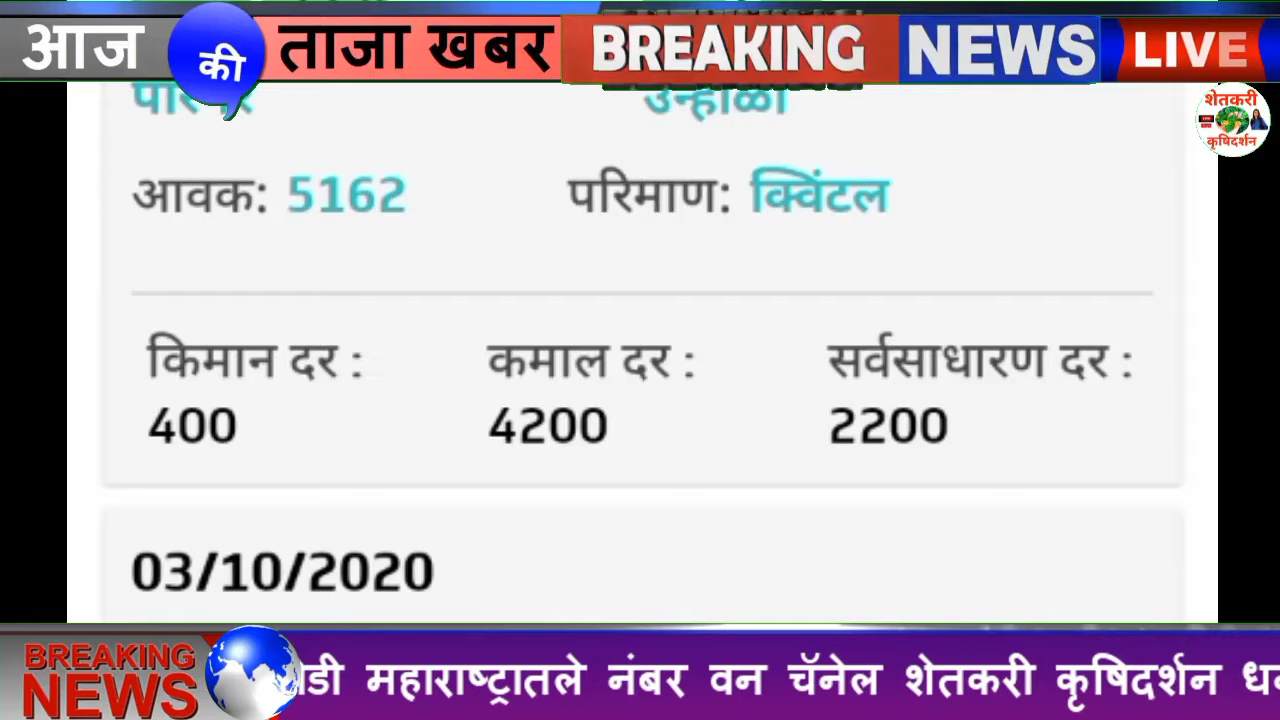 आज की ताजा खबर BREAKING NEWS LIVE
उन्हाळा
शेतकरी
कृषिदर्शन
आवक: 5162 परिमाण: क्विंटल
किमान दर : कमाल दर : सर्वसाधारण दर :
400 4200 2200
03/10/2020
BREAKING NEWS
डी महाराष्ट्रातले नंबर वन चॅनेल शेतकरी कृषिदर्शन